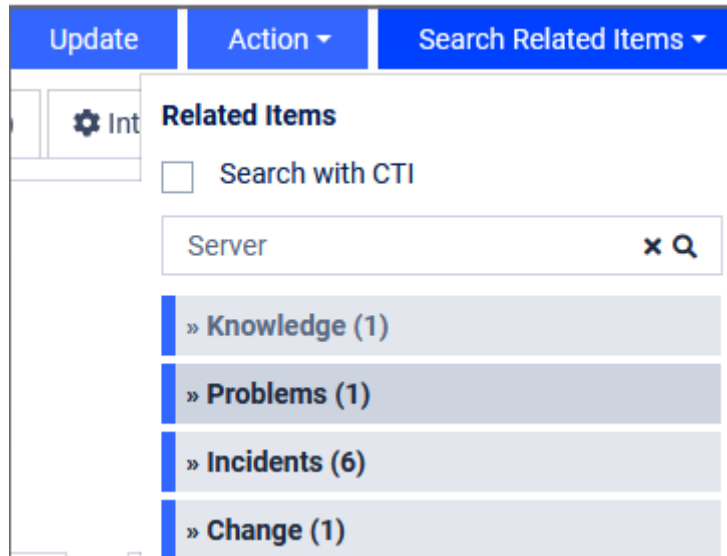 Update Action Search Related Items
Int
Related Items
Search with CTI
Server
» Knowledge (1)
» Problems (1)
» Incidents (6)
» Change (1)